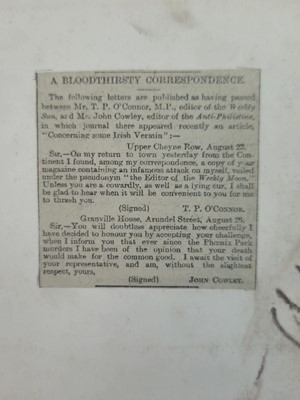 A BLOODTHIRSTY CORRESPONDENCE.
The following letters are published as having passed
between Mr. T. P. O'Connor, M.P., editor of the Weekly
Sun, and Mr. John Cowley, editor of the Anti-Philistine,
in which journal there appeared recently an article,
"Concerning some Irish Vermin":—
Upper Cheyne Row, August 22.
Sir,—On my return to town yesterday from the Con-
tinent I found, among my correspondence, a copy of your
magazine containing an infamous attack on myself, veiled
under the pseudonym "the Editor of the Weekly Moon."
Unless you are a cowardly, as well as a lying cur, I shall
be glad to hear when it will be convenient to you for me
to thrash you.
(Signed) T. P. O'CONNOR.
Granville House, Arundel Street, August 23.
Sir,—You will doubtless appreciate how cheerfully I
have decided to honour you by accepting your challenge,
when I inform you that ever since the Phœnix Park
murders I have been of the opinion that your death
would make for the common good. I await the visit of
your representative, and am, without the slightest
respect, yours,
(Signed) JOHN COWLEY.